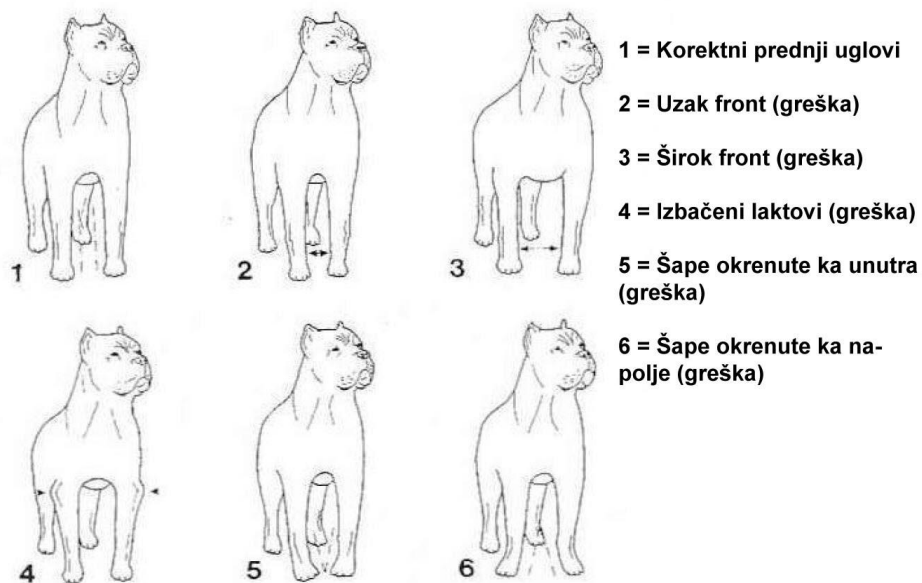 1 = Korektni prednji uglovi
2 = Uzak front (greška)
3 = Širok front (greška)
4 = Izbačeni laktovi (greška)
5 = Šape okrenute ka unutra
(greška)
6 = Šape okrenute ka na-
polje (greška)
1
2
3
4
5
6